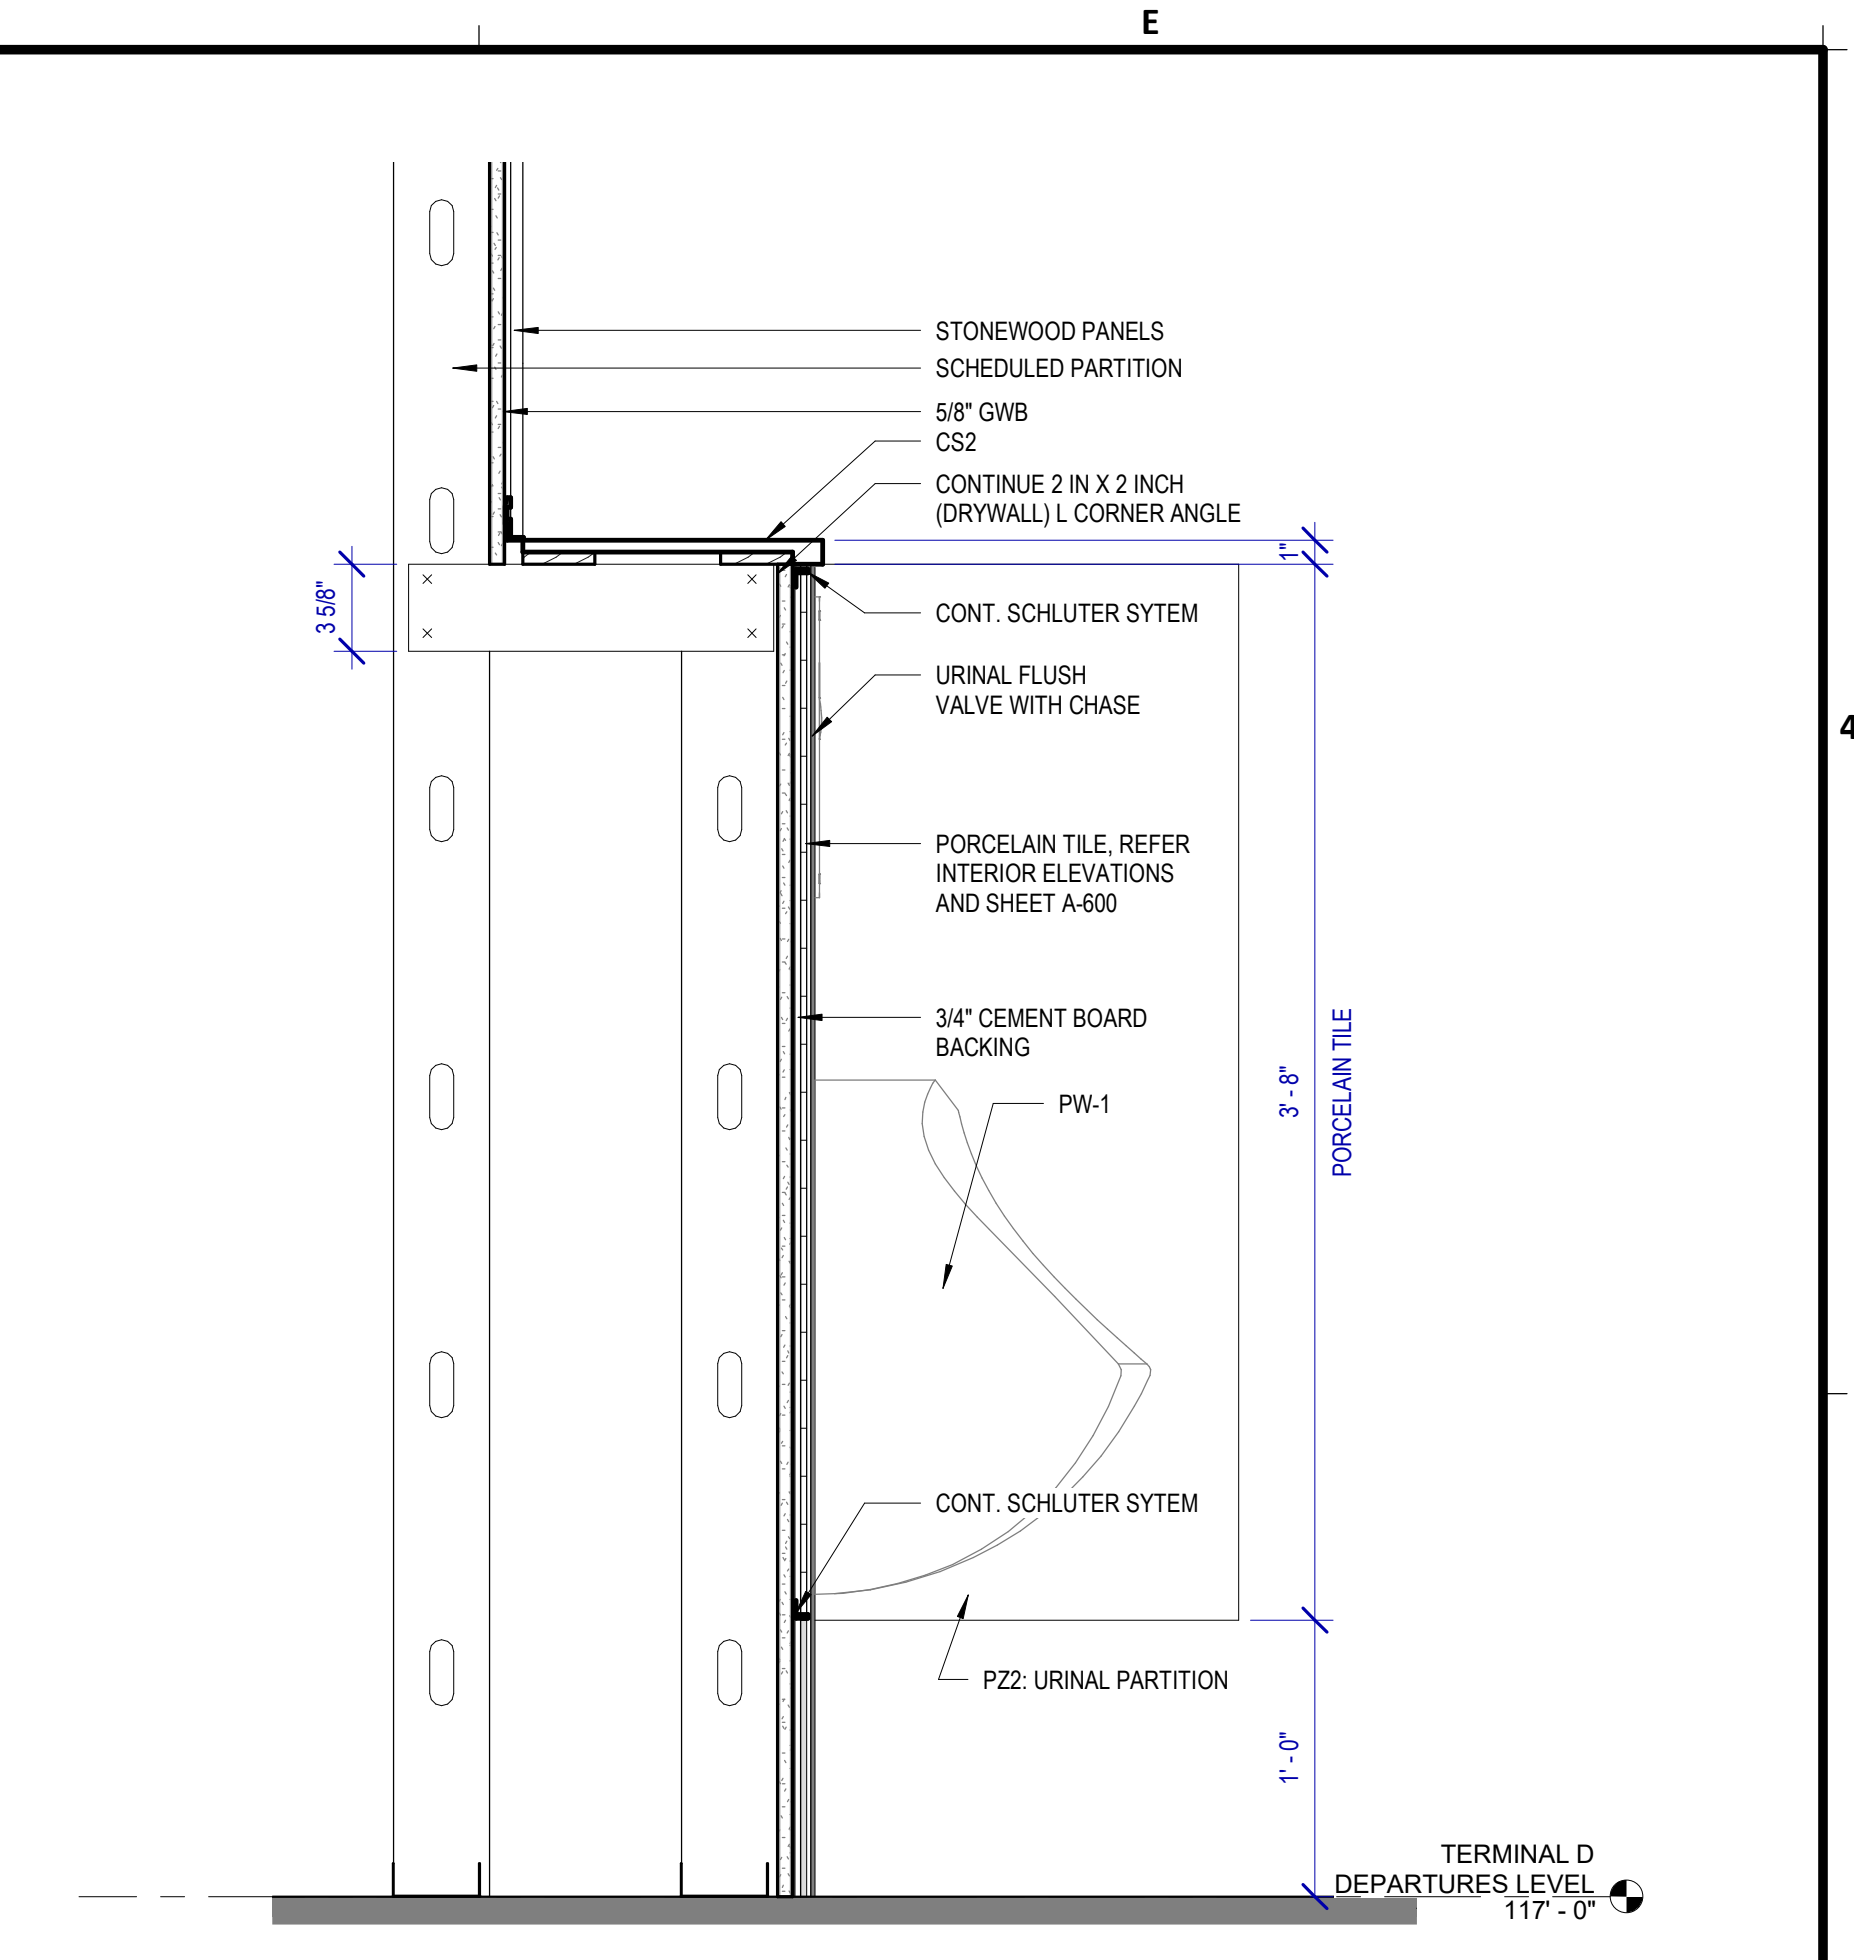 E
STONEWOOD PANELS
SCHEDULED PARTITION
5/8" GWB
CS2
CONTINUE 2 IN X 2 INCH
(DRYWALL) L CORNER ANGLE
1"
3 5/8"
CONT. SCHLUTER SYTEM
URINAL FLUSH
VALVE WITH CHASE
4
PORCELAIN TILE, REFER
INTERIOR ELEVATIONS
AND SHEET A-600
3/4" CEMENT BOARD
BACKING
PW-1
3' - 8"
PORCELAIN TILE
CONT. SCHLUTER SYTEM
PZ2: URINAL PARTITION
1' - 0"
TERMINAL D
DEPARTURES LEVEL
117' - 0"